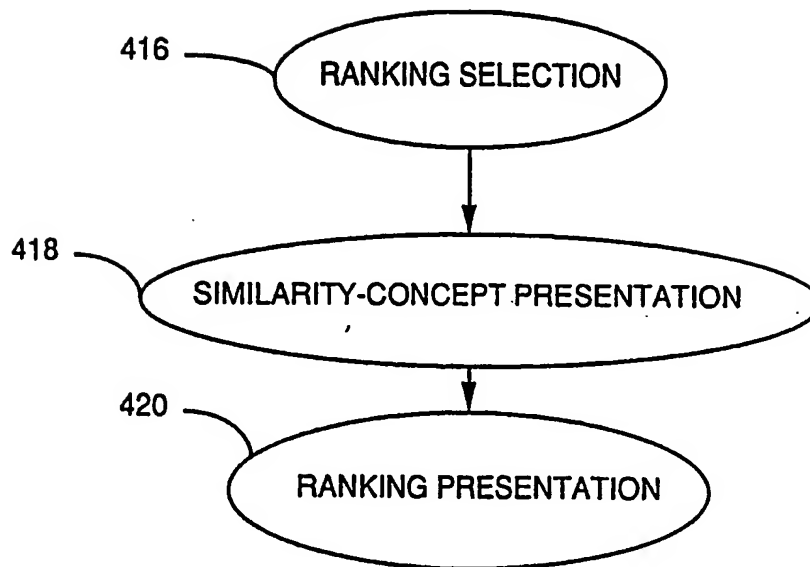 416
RANKING SELECTION
418
SIMILARITY-CONCEPT PRESENTATION
420
RANKING PRESENTATION